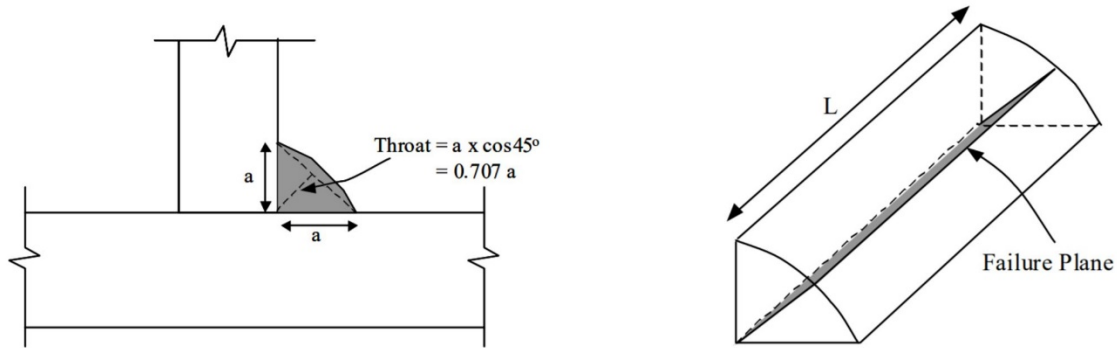 Throat = a x cos45°
= 0.707 a
a
a
L
Failure Plane